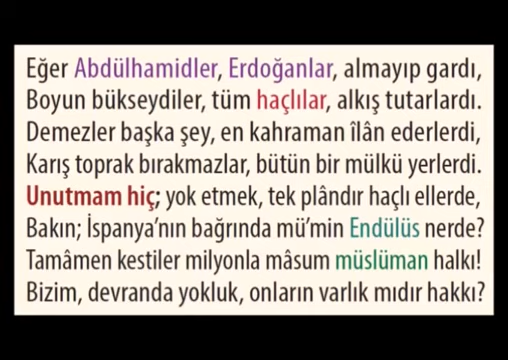 Eğer Abdülhamidler, Erdoğanlar, almayıp gardı,
Boyun bükseydiler, tüm haçlılar, alkış tutarlardı.
Demezler başka şey, en kahraman îlân ederlerdi,
Karış toprak bırakmazlar, bütün bir mülkü yerlerdi.
Unutmam hiç; yok etmek, tek plândır haçlı ellerde,
Bakın; İspanya’nın bağrında mü’min Endülüs nerde?
Tamâmen kestiler milyonla mâsum müslüman halkı!
Bizim, devranda yokluk, onların varlık mıdır hakkı?